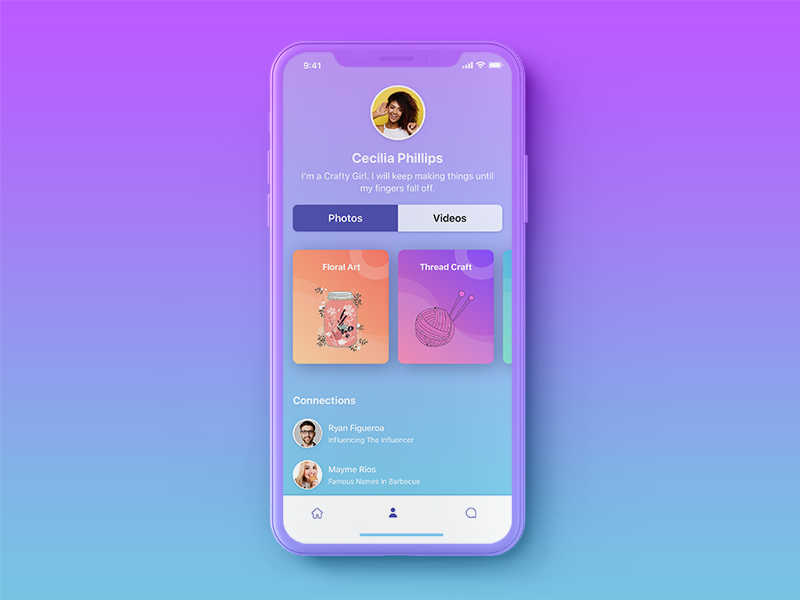 9:41
Cecilia Phillips
I'm a Crafty Girl. I will keep making things until
my fingers fall off.
Photos
Videos
Floral Art
Thread Craft
Connections
Ryan Figueroa
Influencing The Influencer
Mayme Rios
Famous Names In Barbecue